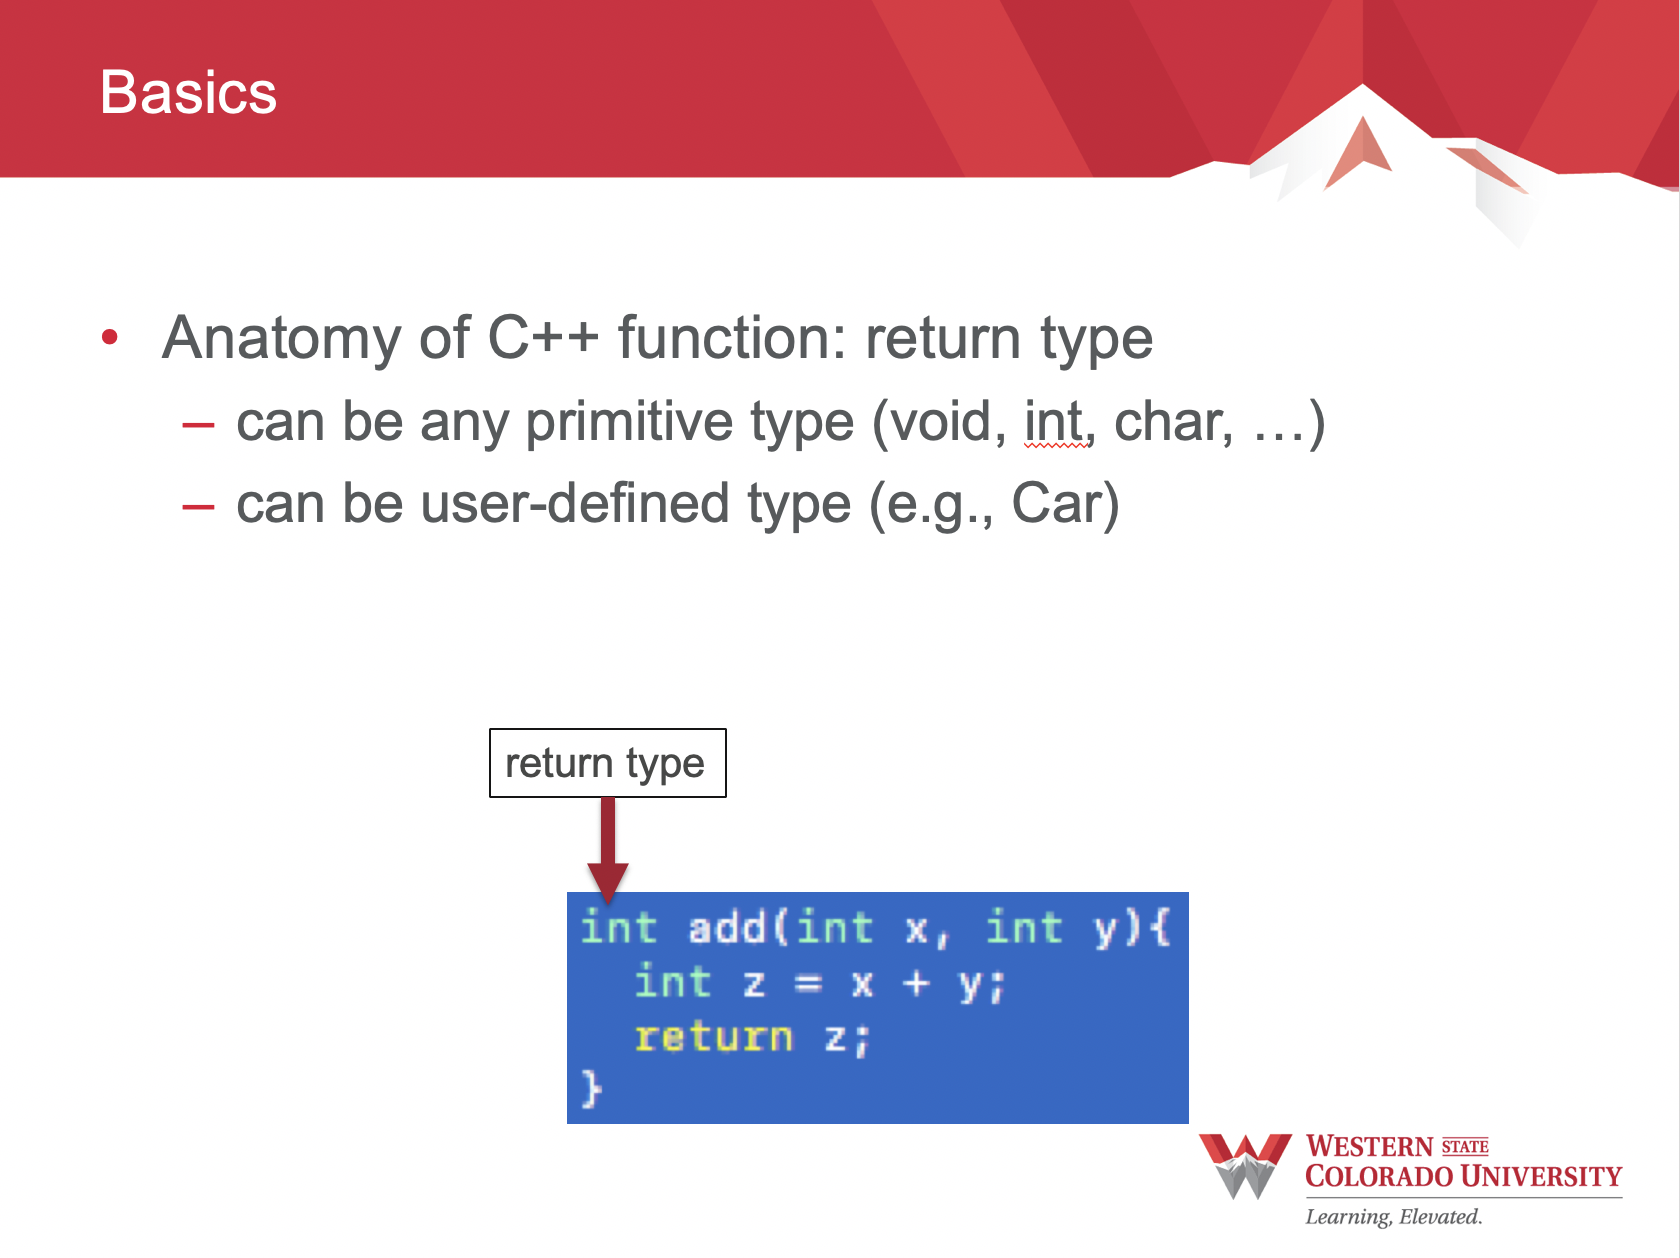 Basics
• Anatomy of C++ function: return type
– can be any primitive type (void, int, char, …)
– can be user-defined type (e.g., Car)
return type
int add(int x, int y){
int z = x + y;
return z;
}
WESTERN STATE
COLORADO UNIVERSITY
Learning, Elevated.